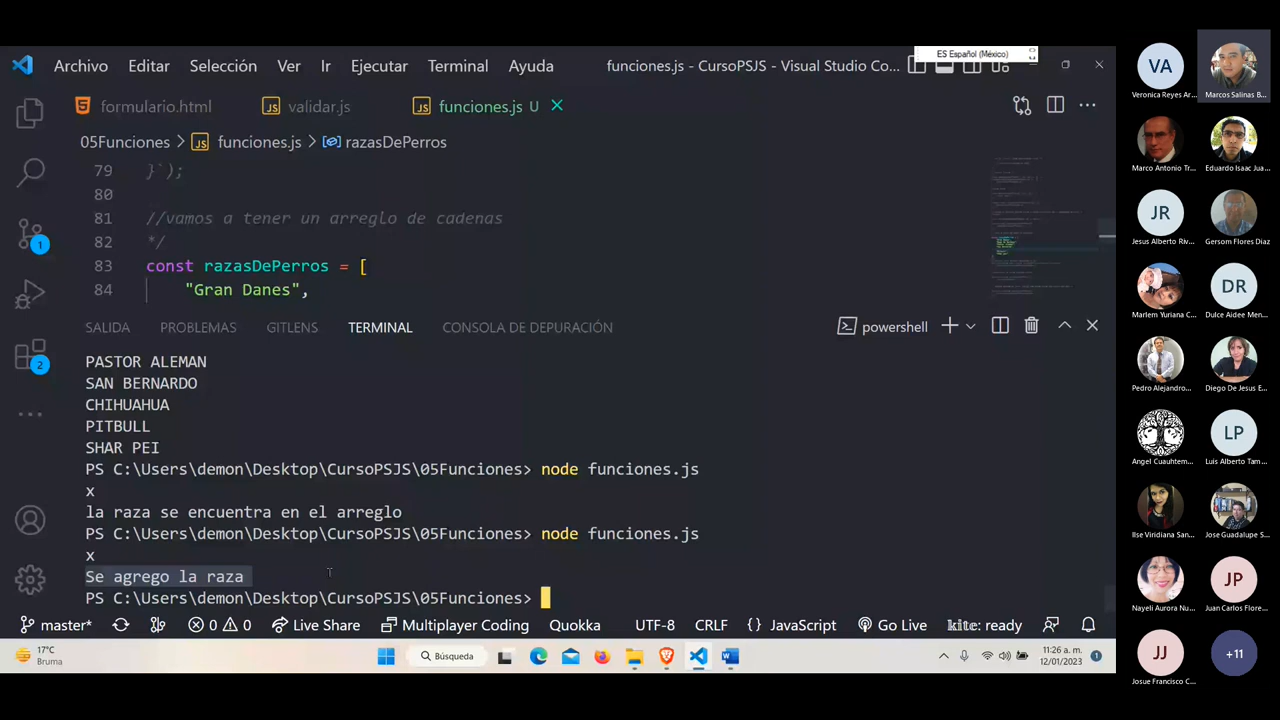 ES Español (México)
Archivo Editar Selección Ver Ir Ejecutar Terminal Ayuda funciones.js - CursoPSJS - Visual Studio Co...
formulario.html validar.js funciones.js U
05Funciones > funciones.js > razasDePerros
79 }`);
80
81 //vamos a tener un arreglo de cadenas
82 */
83 const razasDePerros = [
84 "Gran Danes",
SALIDA PROBLEMAS GITLENS TERMINAL CONSOLA DE DEPURACIÓN powershell
PASTOR ALEMAN
SAN BERNARDO
CHIHUAHUA
PITBULL
SHAR PEI
PS C:\Users\demon\Desktop\CursoPSJS\05Funciones> node funciones.js
x
la raza se encuentra en el arreglo
PS C:\Users\demon\Desktop\CursoPSJS\05Funciones> node funciones.js
x
Se agrego la raza
PS C:\Users\demon\Desktop\CursoPSJS\05Funciones>
1
2
master* 0 0 Live Share Multiplayer Coding Quokka UTF-8 CRLF {} JavaScript Go Live kite: ready
17°C
Bruma
Búsqueda
11:26 a. m.
12/01/2023
1
VA
Veronica Reyes Ar...
Marcos Salinas B...
Marco Antonio Tr...
Eduardo Isaac Jua...
JR
Jesus Alberto Riv...
Gersom Flores Diaz
Marlem Yuriana C...
DR
Dulce Aidee Men...
Pedro Alejandro...
Diego De Jesus E...
Angel Cuauhtem...
LP
Luis Alberto Tam...
Ilse Viridiana San...
Jose Guadalupe S...
Nayeli Aurora Nu...
JP
Juan Carlos Flore...
JJ
Josue Francisco C...
+11